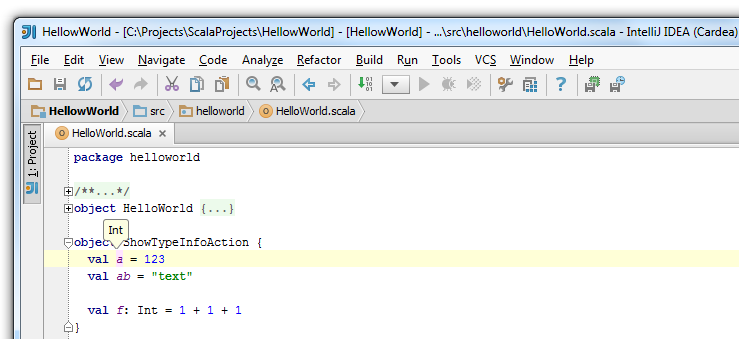 HellowWorld - [C:\Projects\ScalaProjects\HellowWorld] - [HellowWorld] - ...\src\helloworld\HelloWorld.scala - IntelliJ IDEA (Cardea)
File Edit View Navigate Code Analyze Refactor Build Run Tools VCS Window Help
HellowWorld src helloworld HelloWorld.scala
1: Project
HelloWorld.scala
package helloworld
/**...*/
object HelloWorld {...}
Int
object ShowTypeInfoAction {
val a = 123
val ab = "text"
val f: Int = 1 + 1 + 1
}